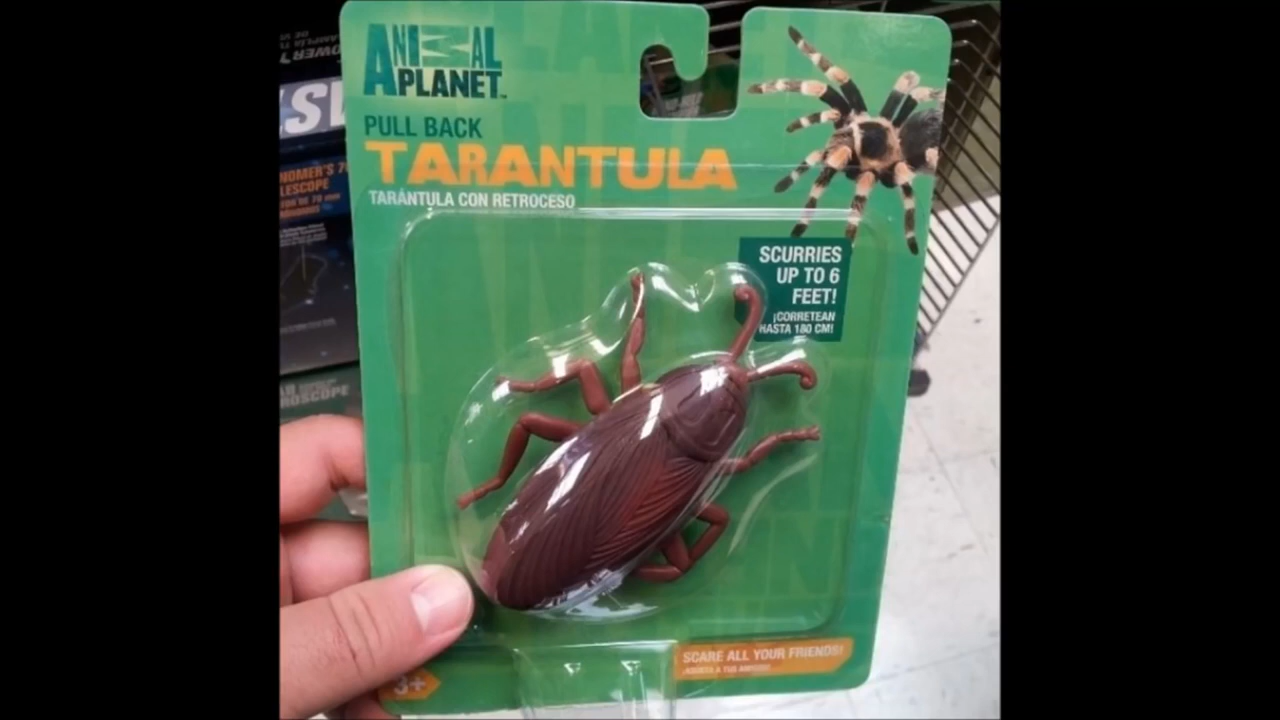 ANIMAL
PLANET
PULL BACK
TARANTULA
TARÁNTULA CON RETROCESO
SCURRIES
UP TO 6
FEET!
¡CORRETEAN
HASTA 180 CM!
SCARE ALL YOUR FRIENDS!
3+